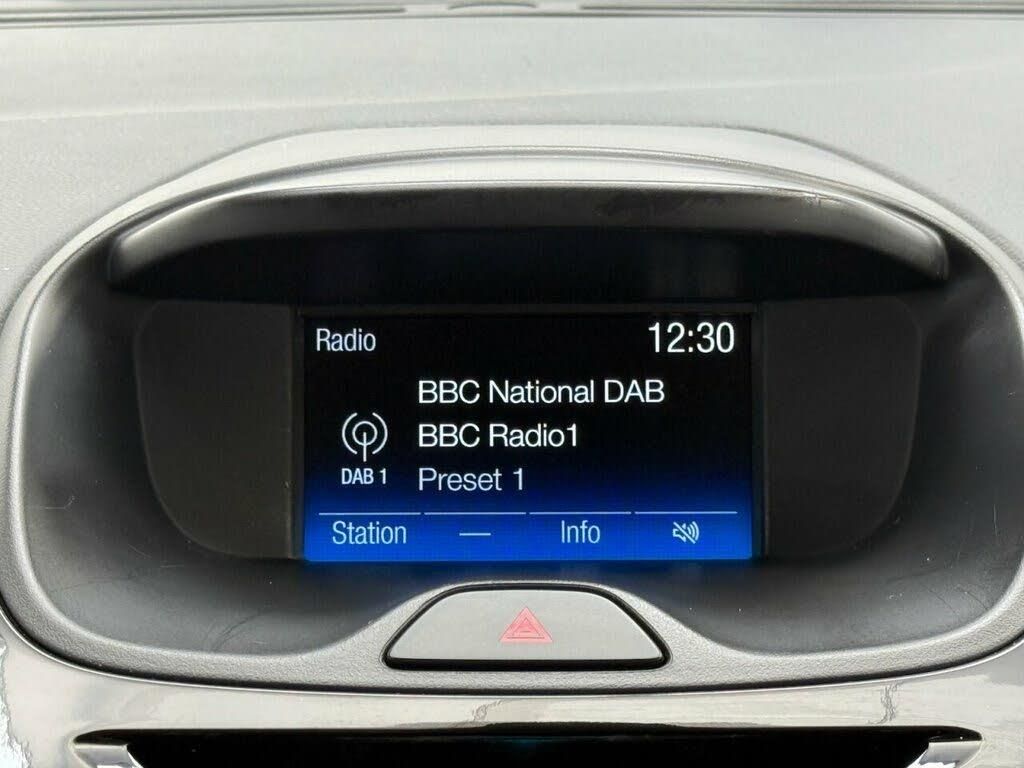 Radio 12:30
BBC National DAB
BBC Radio1
DAB 1 Preset 1
Station — Info